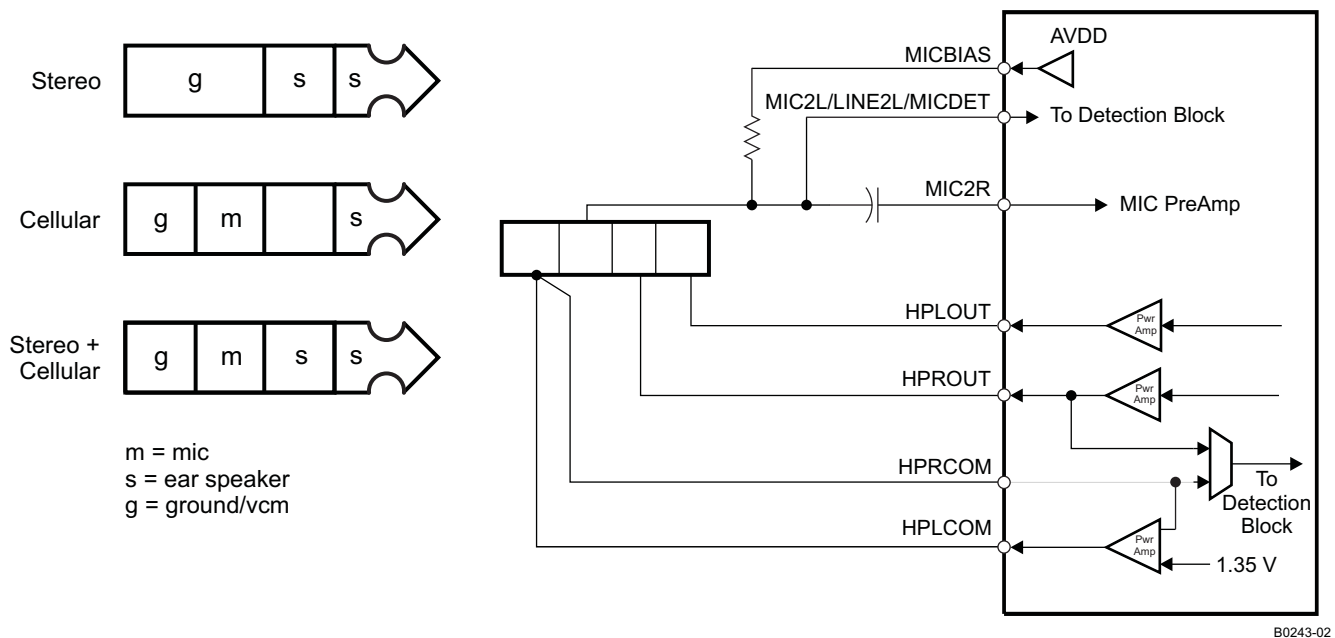 Stereo
g
s
s
Cellular
g
m
s
Stereo +
Cellular
g
m
s
s
m = mic
s = ear speaker
g = ground/vcm
AVDD
MICBIAS
MIC2L/LINE2L/MICDET
To Detection Block
MIC2R
MIC PreAmp
HPLOUT
Pwr
Amp
HPROUT
Pwr
Amp
HPRCOM
To
Detection
Block
HPLCOM
Pwr
Amp
1.35 V
B0243-02